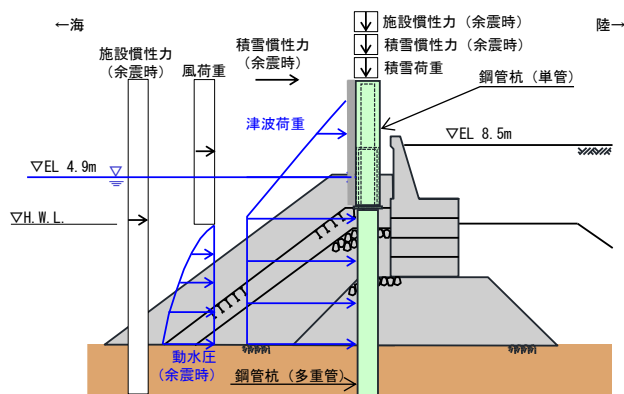 ←海
陸→
施設慣性力（余震時）
積雪慣性力（余震時）
積雪荷重
施設慣性力
（余震時）
風荷重
積雪慣性力
（余震時）
鋼管杭（単管）
津波荷重
▽EL 8.5m
▽EL 4.9m
▽H.W.L.
動水圧
（余震時）
鋼管杭（多重管）